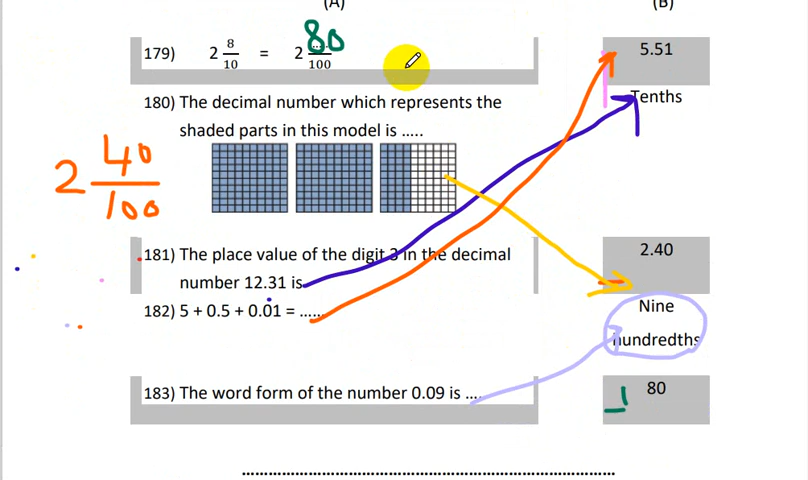 (A) (B)
179) 2 8/10 = 2 80/100 5.51
180) The decimal number which represents the Tenths
shaded parts in this model is .....
2 40/100
181) The place value of the digit 3 in the decimal 2.40
number 12.31 is
182) 5 + 0.5 + 0.01 = ...... Nine
hundredths
183) The word form of the number 0.09 is .... 80
1